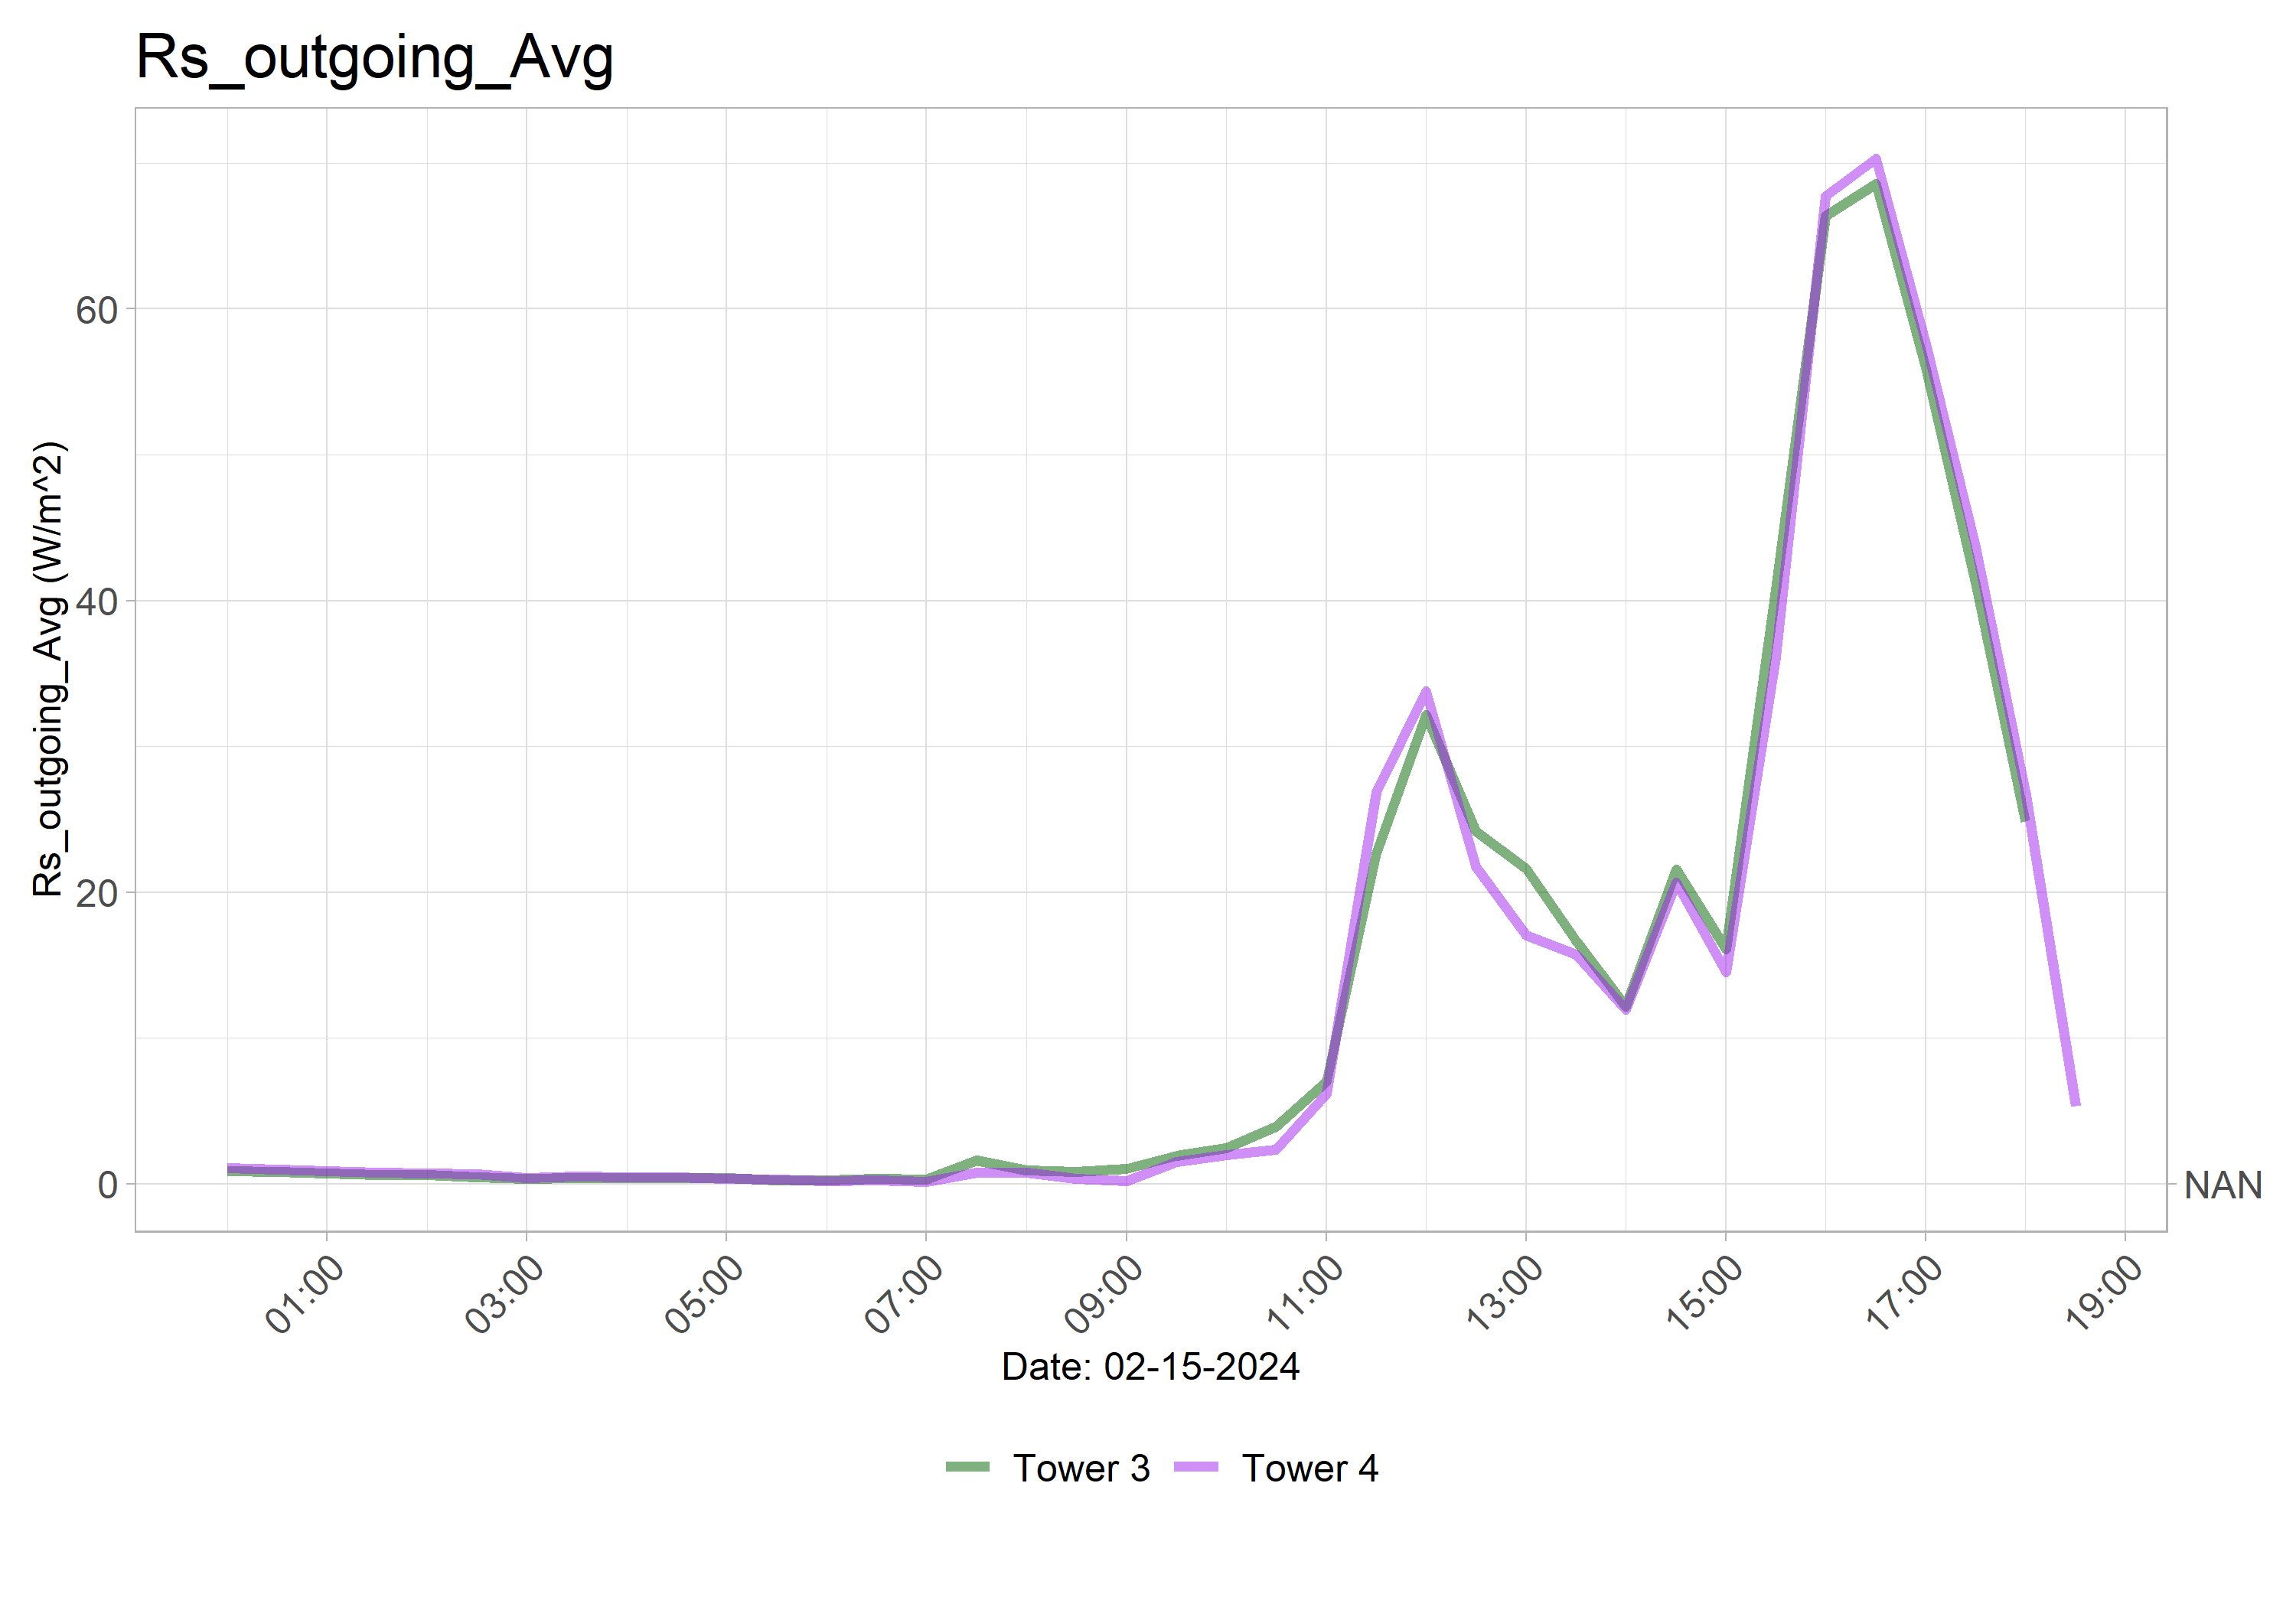 Rs_outgoing_Avg
Rs_outgoing_Avg (W/m^2)
60
40
20
0
NAN
01:00 03:00 05:00 07:00 09:00 11:00 13:00 15:00 17:00 19:00
Date: 02-15-2024
Tower 3 Tower 4